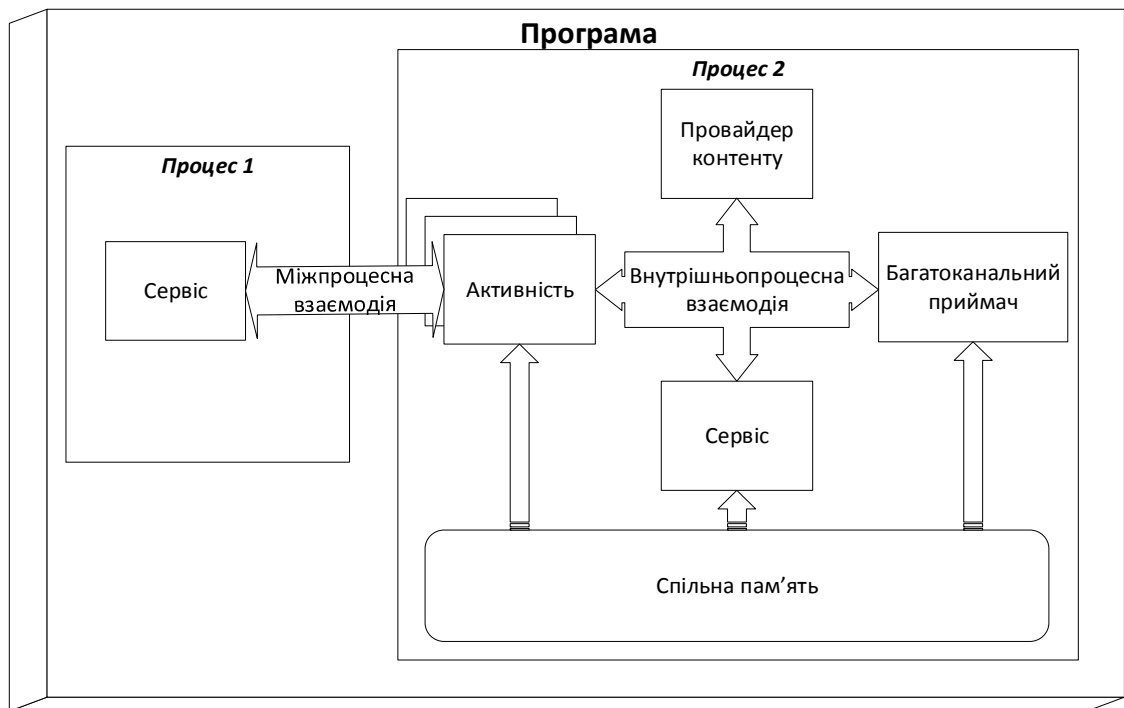 Програма
Процес 2
Провайдер
контенту
Процес 1
Сервіс
Міжпроцесна
взаємодія
Активність
Внутрішньопроцесна
взаємодія
Багатоканальний
приймач
Сервіс
Спільна пам’ять